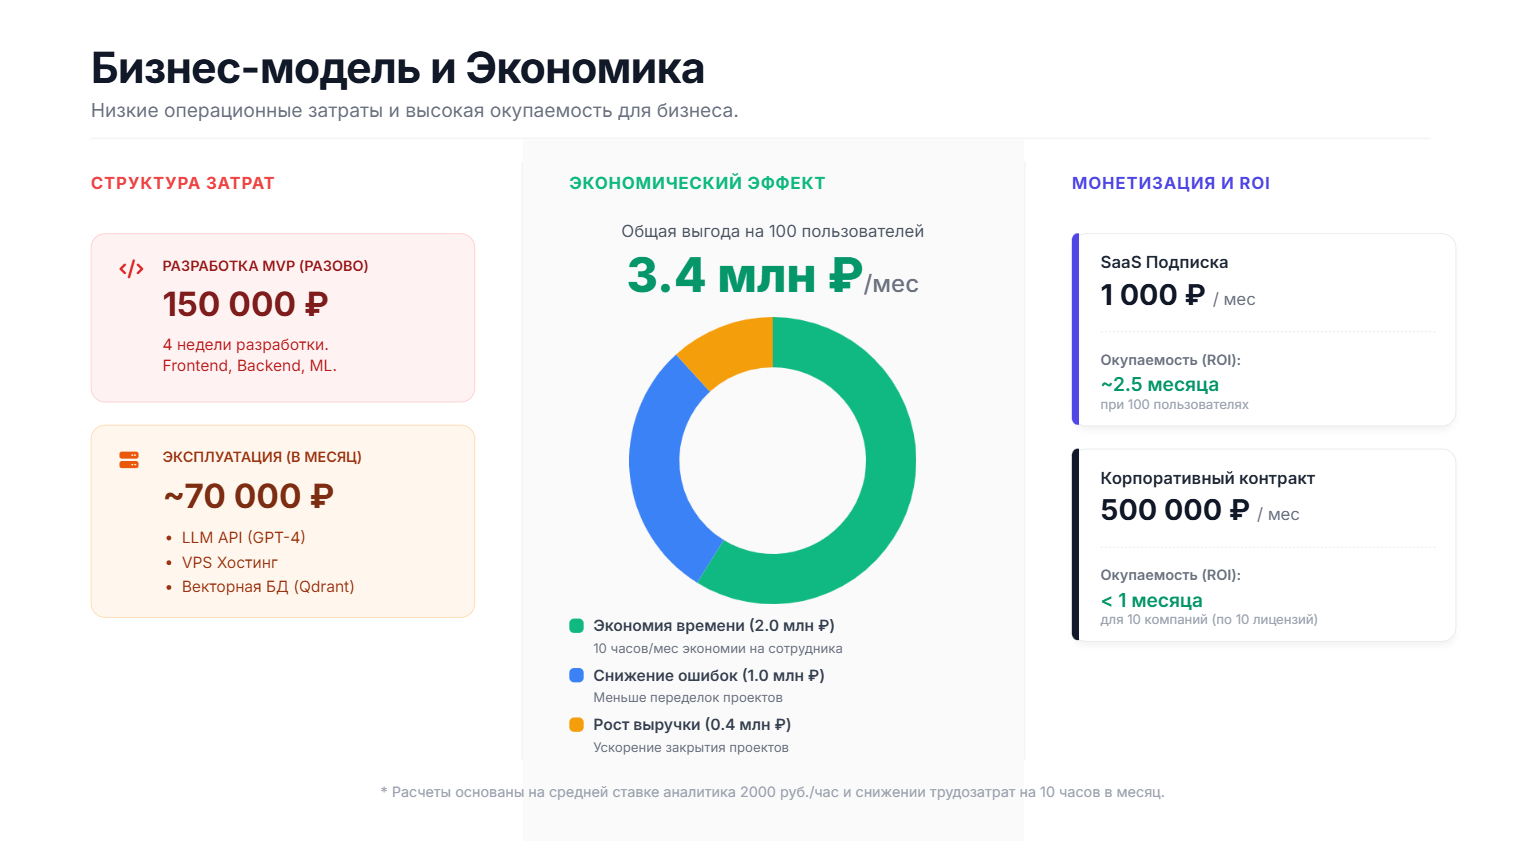 Бизнес-модель и Экономика
Низкие операционные затраты и высокая окупаемость для бизнеса.
СТРУКТУРА ЗАТРАТ
РАЗРАБОТКА MVP (РАЗОВО)
150 000 ₽
4 недели разработки.
Frontend, Backend, ML.
ЭКСПЛУАТАЦИЯ (В МЕСЯЦ)
~70 000 ₽
• LLM API (GPT-4)
• VPS Хостинг
• Векторная БД (Qdrant)
ЭКОНОМИЧЕСКИЙ ЭФФЕКТ
Общая выгода на 100 пользователей
3.4 млн ₽/мес
Экономия времени (2.0 млн ₽)
10 часов/мес экономии на сотрудника
Снижение ошибок (1.0 млн ₽)
Меньше переделок проектов
Рост выручки (0.4 млн ₽)
Ускорение закрытия проектов
МОНЕТИЗАЦИЯ И ROI
SaaS Подписка
1 000 ₽ / мес
Окупаемость (ROI):
~2.5 месяца
при 100 пользователях
Корпоративный контракт
500 000 ₽ / мес
Окупаемость (ROI):
< 1 месяца
для 10 компаний (по 10 лицензий)
* Расчеты основаны на средней ставке аналитика 2000 руб./час и снижении трудозатрат на 10 часов в месяц.